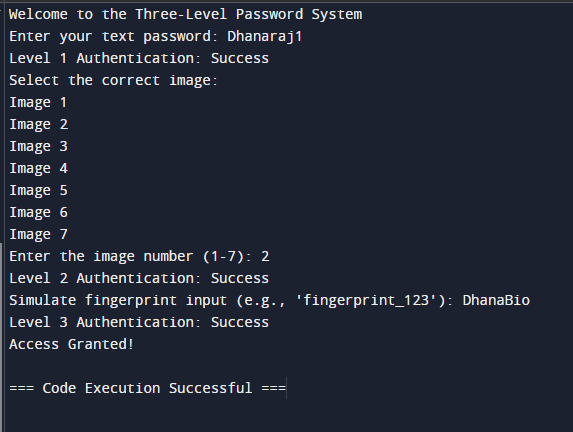 Welcome to the Three-Level Password System
Enter your text password: Dhanaraj1
Level 1 Authentication: Success
Select the correct image:
Image 1
Image 2
Image 3
Image 4
Image 5
Image 6
Image 7
Enter the image number (1-7): 2
Level 2 Authentication: Success
Simulate fingerprint input (e.g., 'fingerprint_123'): DhanaBio
Level 3 Authentication: Success
Access Granted!
=== Code Execution Successful ===